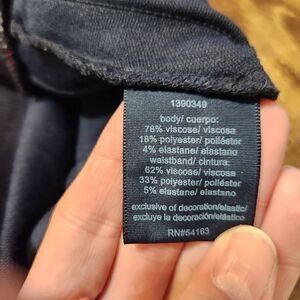 1390349
body/ cuerpo:
78% viscose/ viscosa
18% polyester/ poliéster
4% elastane/ elastano
waistband/ cintura:
62% viscose/ viscosa
33% polyester/ poliéster
5% elastane/ elastano
exclusive of decoration/elastic/
excluye la decoración/elástico
RN#54163